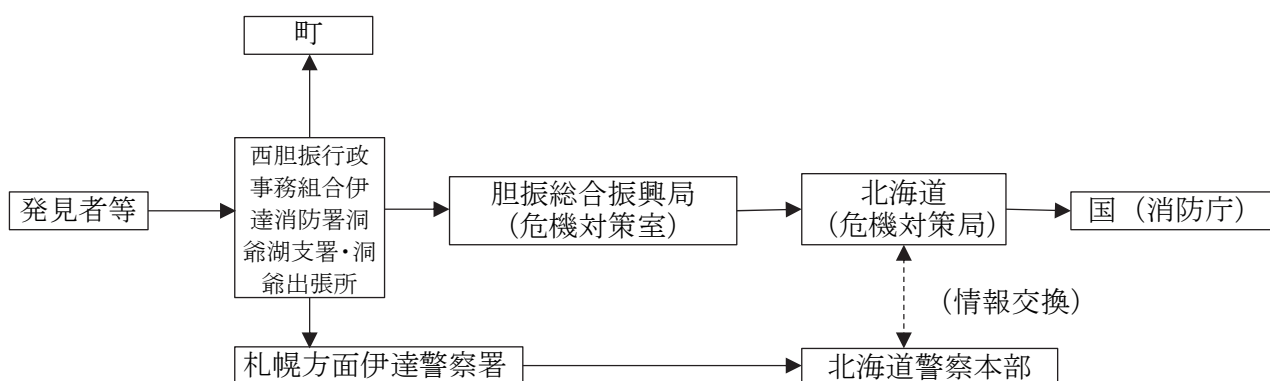 町
西胆振行政
事務組合伊
達消防署洞
爺湖支署・洞
爺出張所
発見者等
胆振総合振興局
（危機対策室）
北海道
（危機対策局）
国（消防庁）
（情報交換）
札幌方面伊達警察署
北海道警察本部